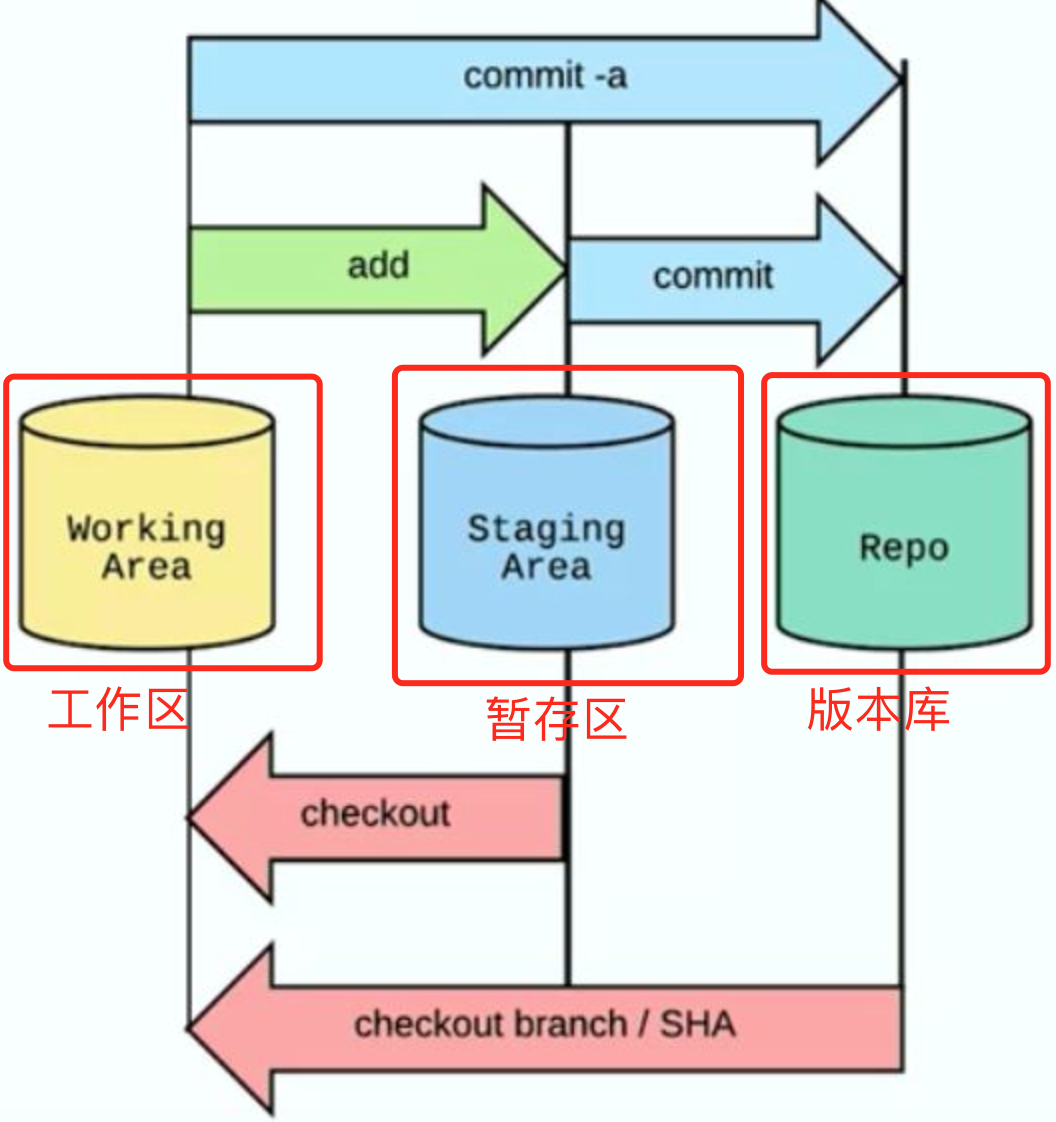 commit -a
add
commit
Working
Area
Staging
Area
Repo
工作区
暂存区
版本库
checkout
checkout branch / SHA